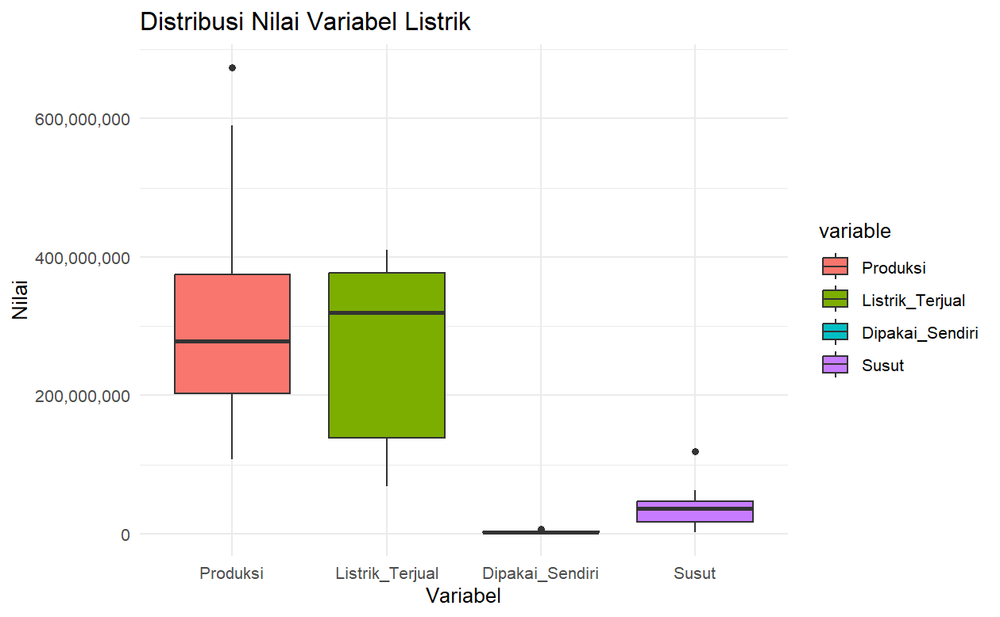 Distribusi Nilai Variabel Listrik
Nilai
600,000,000
400,000,000
200,000,000
0
Produksi
Listrik_Terjual
Dipakai_Sendiri
Susut
Variabel
variable
Produksi
Listrik_Terjual
Dipakai_Sendiri
Susut